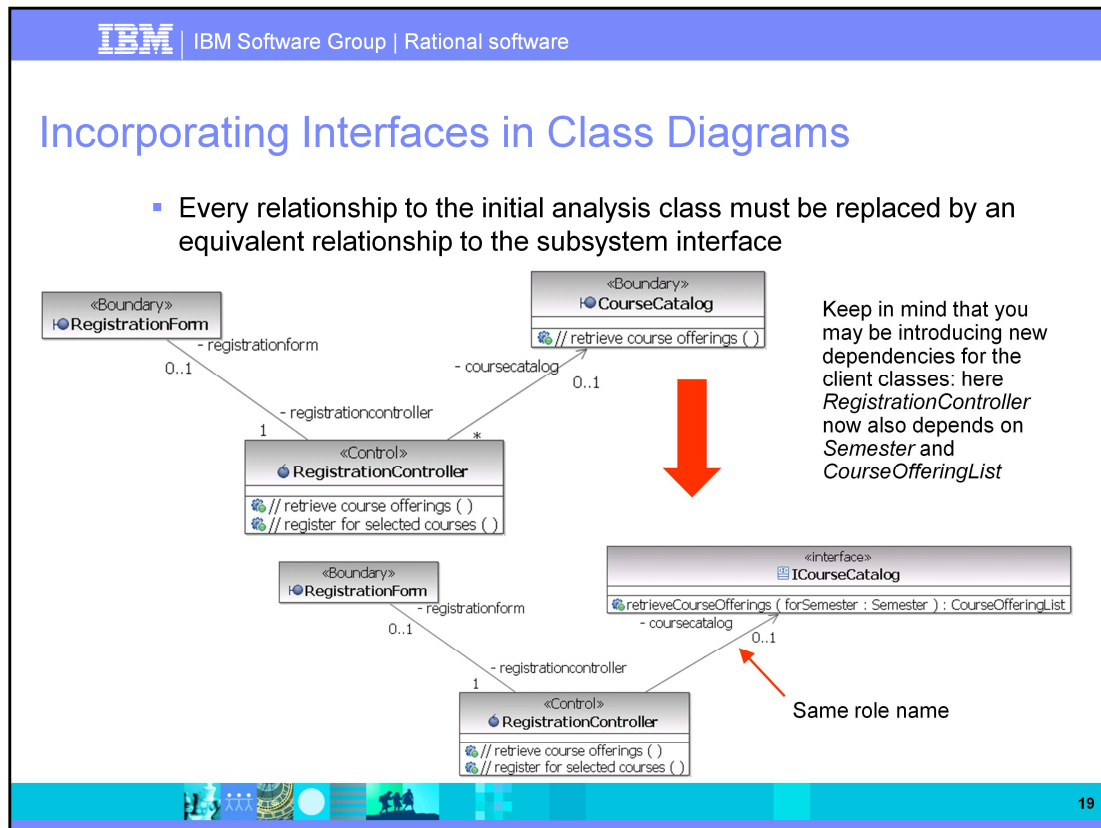 IBM | IBM Software Group | Rational software
Incorporating Interfaces in Class Diagrams
Every relationship to the initial analysis class must be replaced by an
equivalent relationship to the subsystem interface
«Boundary»
RegistrationForm
- registrationform
0..1
- registrationcontroller
1
«Boundary»
CourseCatalog
// retrieve course offerings ( )
- coursecatalog
0..1
*
«Control»
RegistrationController
// retrieve course offerings ( )
// register for selected courses ( )
Keep in mind that you
may be introducing new
dependencies for the
client classes: here
RegistrationController
now also depends on
Semester and
CourseOfferingList
«Boundary»
RegistrationForm
- registrationform
0..1
- registrationcontroller
1
«interface»
ICourseCatalog
retrieveCourseOfferings ( forSemester : Semester ) : CourseOfferingList
- coursecatalog
0..1
«Control»
RegistrationController
// retrieve course offerings ( )
// register for selected courses ( )
Same role name
19